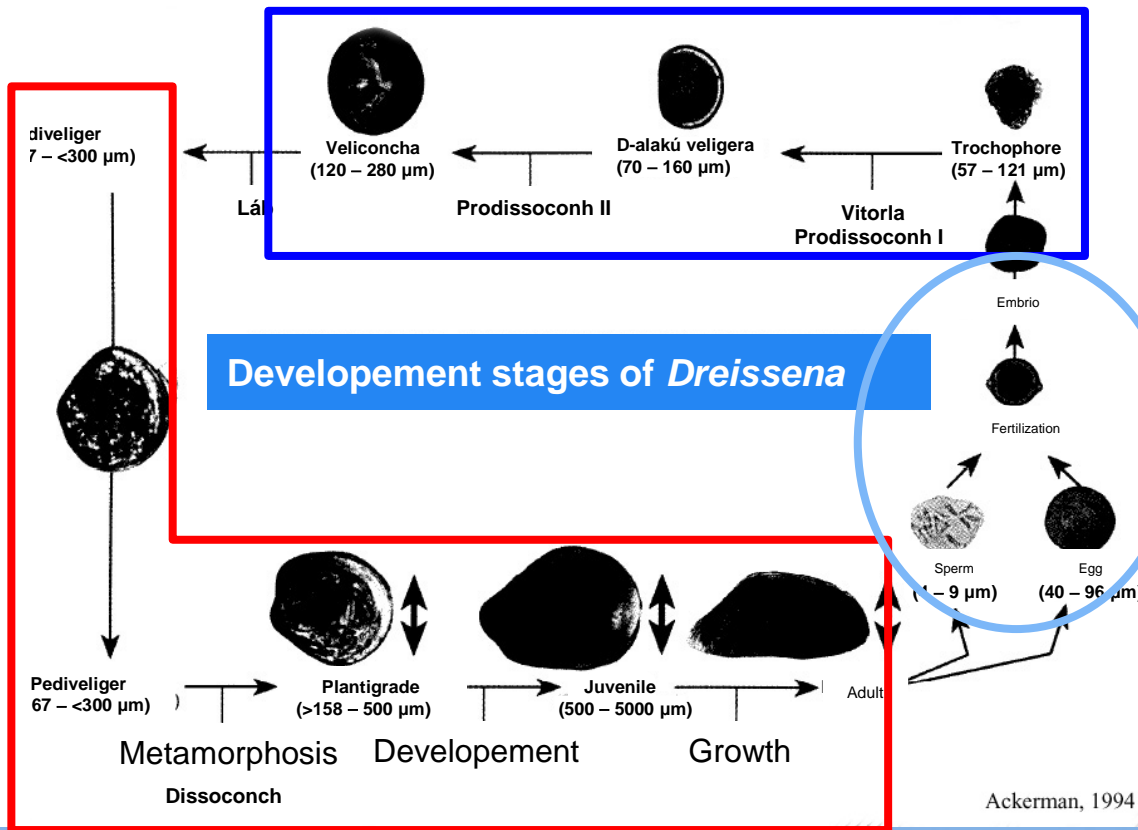 Veliconcha
(120 – 280 µm)
D-alakú veligera
(70 – 160 µm)
Trochophore
(57 – 121 µm)
diveliger
7 – <300 µm)
Láb
Prodissoconh II
Vitorla
Prodissoconh I
Embrio
Developement stages of Dreissena
Fertilization
Sperm
– 9 µm)
Egg
(40 – 96 µm)
Pediveliger
67 – <300 µm)
Plantigrade
(>158 – 500 µm)
Juvenile
(500 – 5000 µm)
Adult
Metamorphosis
Developement
Growth
Dissoconch
Ackerman, 1994